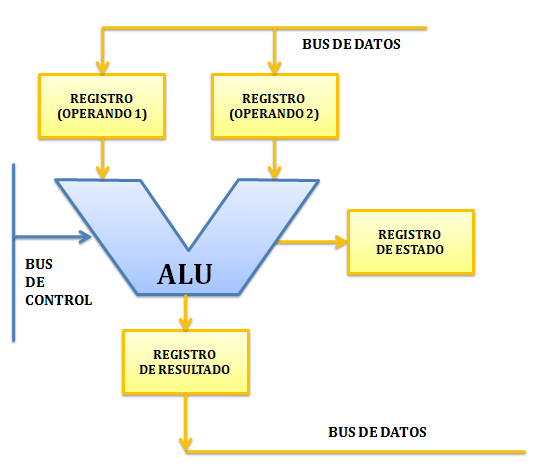 BUS DE DATOS
REGISTRO
(OPERANDO 1)
REGISTRO
(OPERANDO 2)
REGISTRO
DE ESTADO
BUS
DE
CONTROL
ALU
REGISTRO
DE RESULTADO
BUS DE DATOS